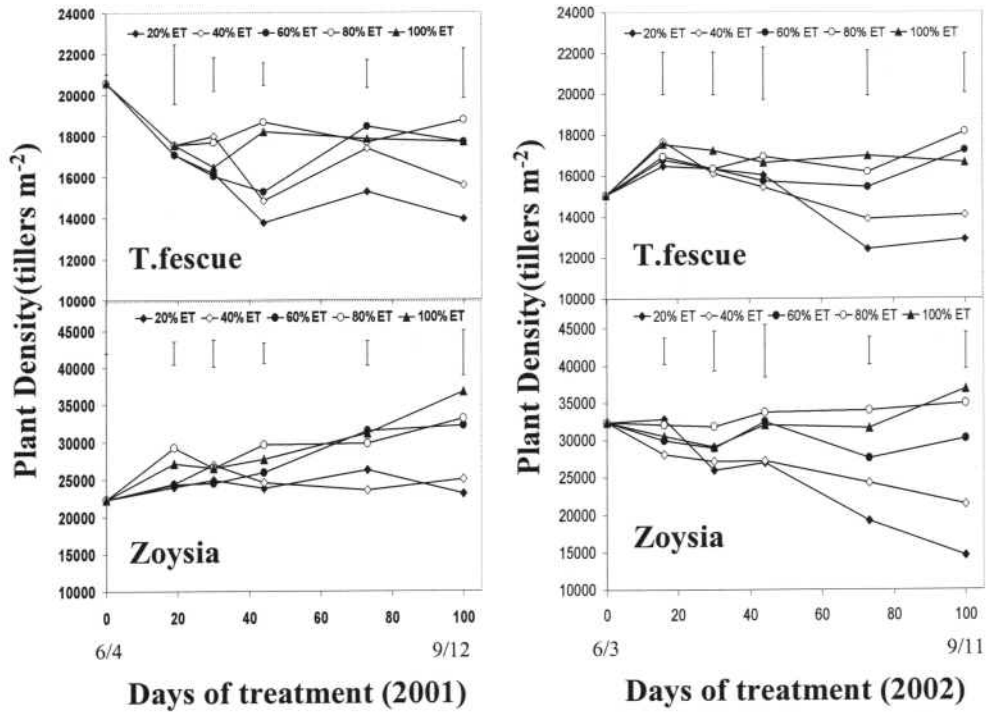 Plant Density(tillers m-2)
24000
22000
20000
18000
16000
14000
12000
10000
20% ET 40% ET 60% ET 80% ET 100% ET
T.fescue
45000
40000
35000
30000
25000
20000
15000
10000
20% ET 40% ET 60% ET 80% ET 100% ET
Zoysia
0 20 40 60 80 100
6/4 9/12
Days of treatment (2001)
Plant Density(tillers m-2)
24000
22000
20000
18000
16000
14000
12000
10000
20% ET 40% ET 60% ET 80% ET 100% ET
T.fescue
45000
40000
35000
30000
25000
20000
15000
10000
20% ET 40% ET 60% ET 80% ET 100% ET
Zoysia
0 20 40 60 80 100
6/3 9/11
Days of treatment (2002)